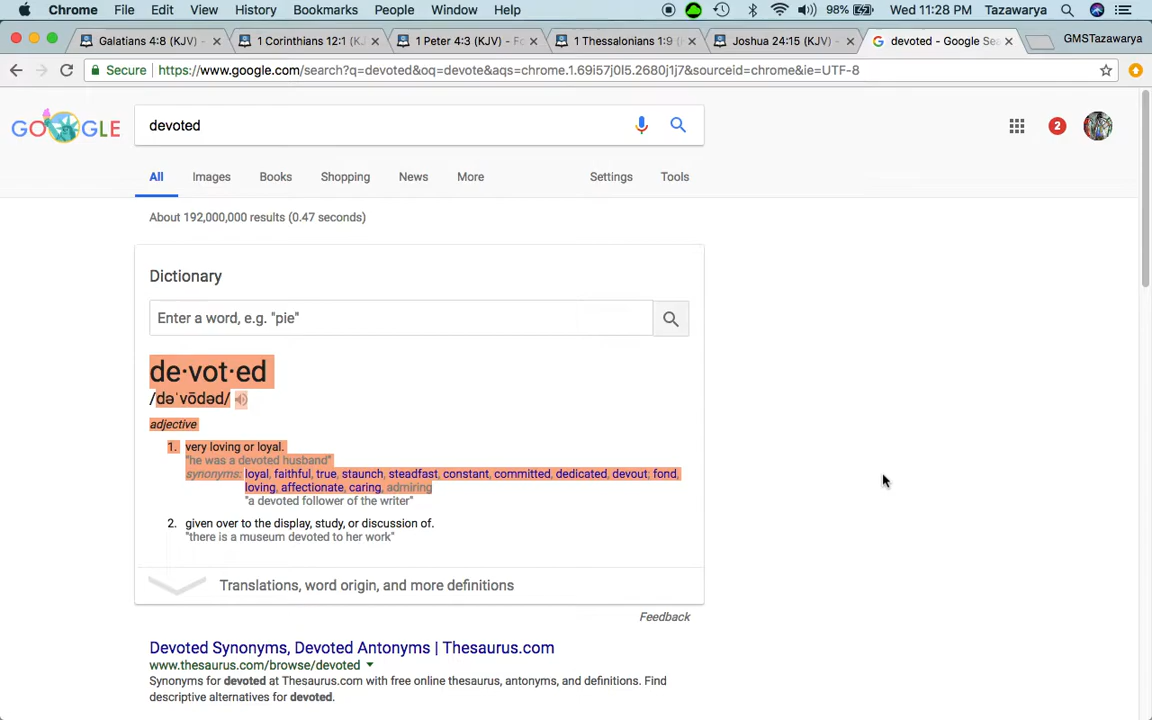 Chrome File Edit View History Bookmarks People Window Help 98% Wed 11:28 PM Tazawarya
Galatians 4:8 (KJV) - 1 Corinthians 12:1 (K 1 Peter 4:3 (KJV) - Fo 1 Thessalonians 1:9 ( Joshua 24:15 (KJV) - devoted - Google Sea GMSTazawarya
Secure https://www.google.com/search?q=devoted&oq=devote&aqs=chrome.1.69i57j0l5.2680j1j7&sourceid=chrome&ie=UTF-8
GOOGLE devoted 2
All Images Books Shopping News More Settings Tools
About 192,000,000 results (0.47 seconds)
Dictionary
Enter a word, e.g. "pie"
de·vot·ed
/dəˈvōdəd/
adjective
1. very loving or loyal.
"he was a devoted husband"
synonyms: loyal, faithful, true, staunch, steadfast, constant, committed, dedicated, devout; fond,
loving, affectionate, caring, admiring
"a devoted follower of the writer"
2. given over to the display, study, or discussion of.
"there is a museum devoted to her work"
Translations, word origin, and more definitions
Feedback
Devoted Synonyms, Devoted Antonyms | Thesaurus.com
www.thesaurus.com/browse/devoted
Synonyms for devoted at Thesaurus.com with free online thesaurus, antonyms, and definitions. Find
descriptive alternatives for devoted.